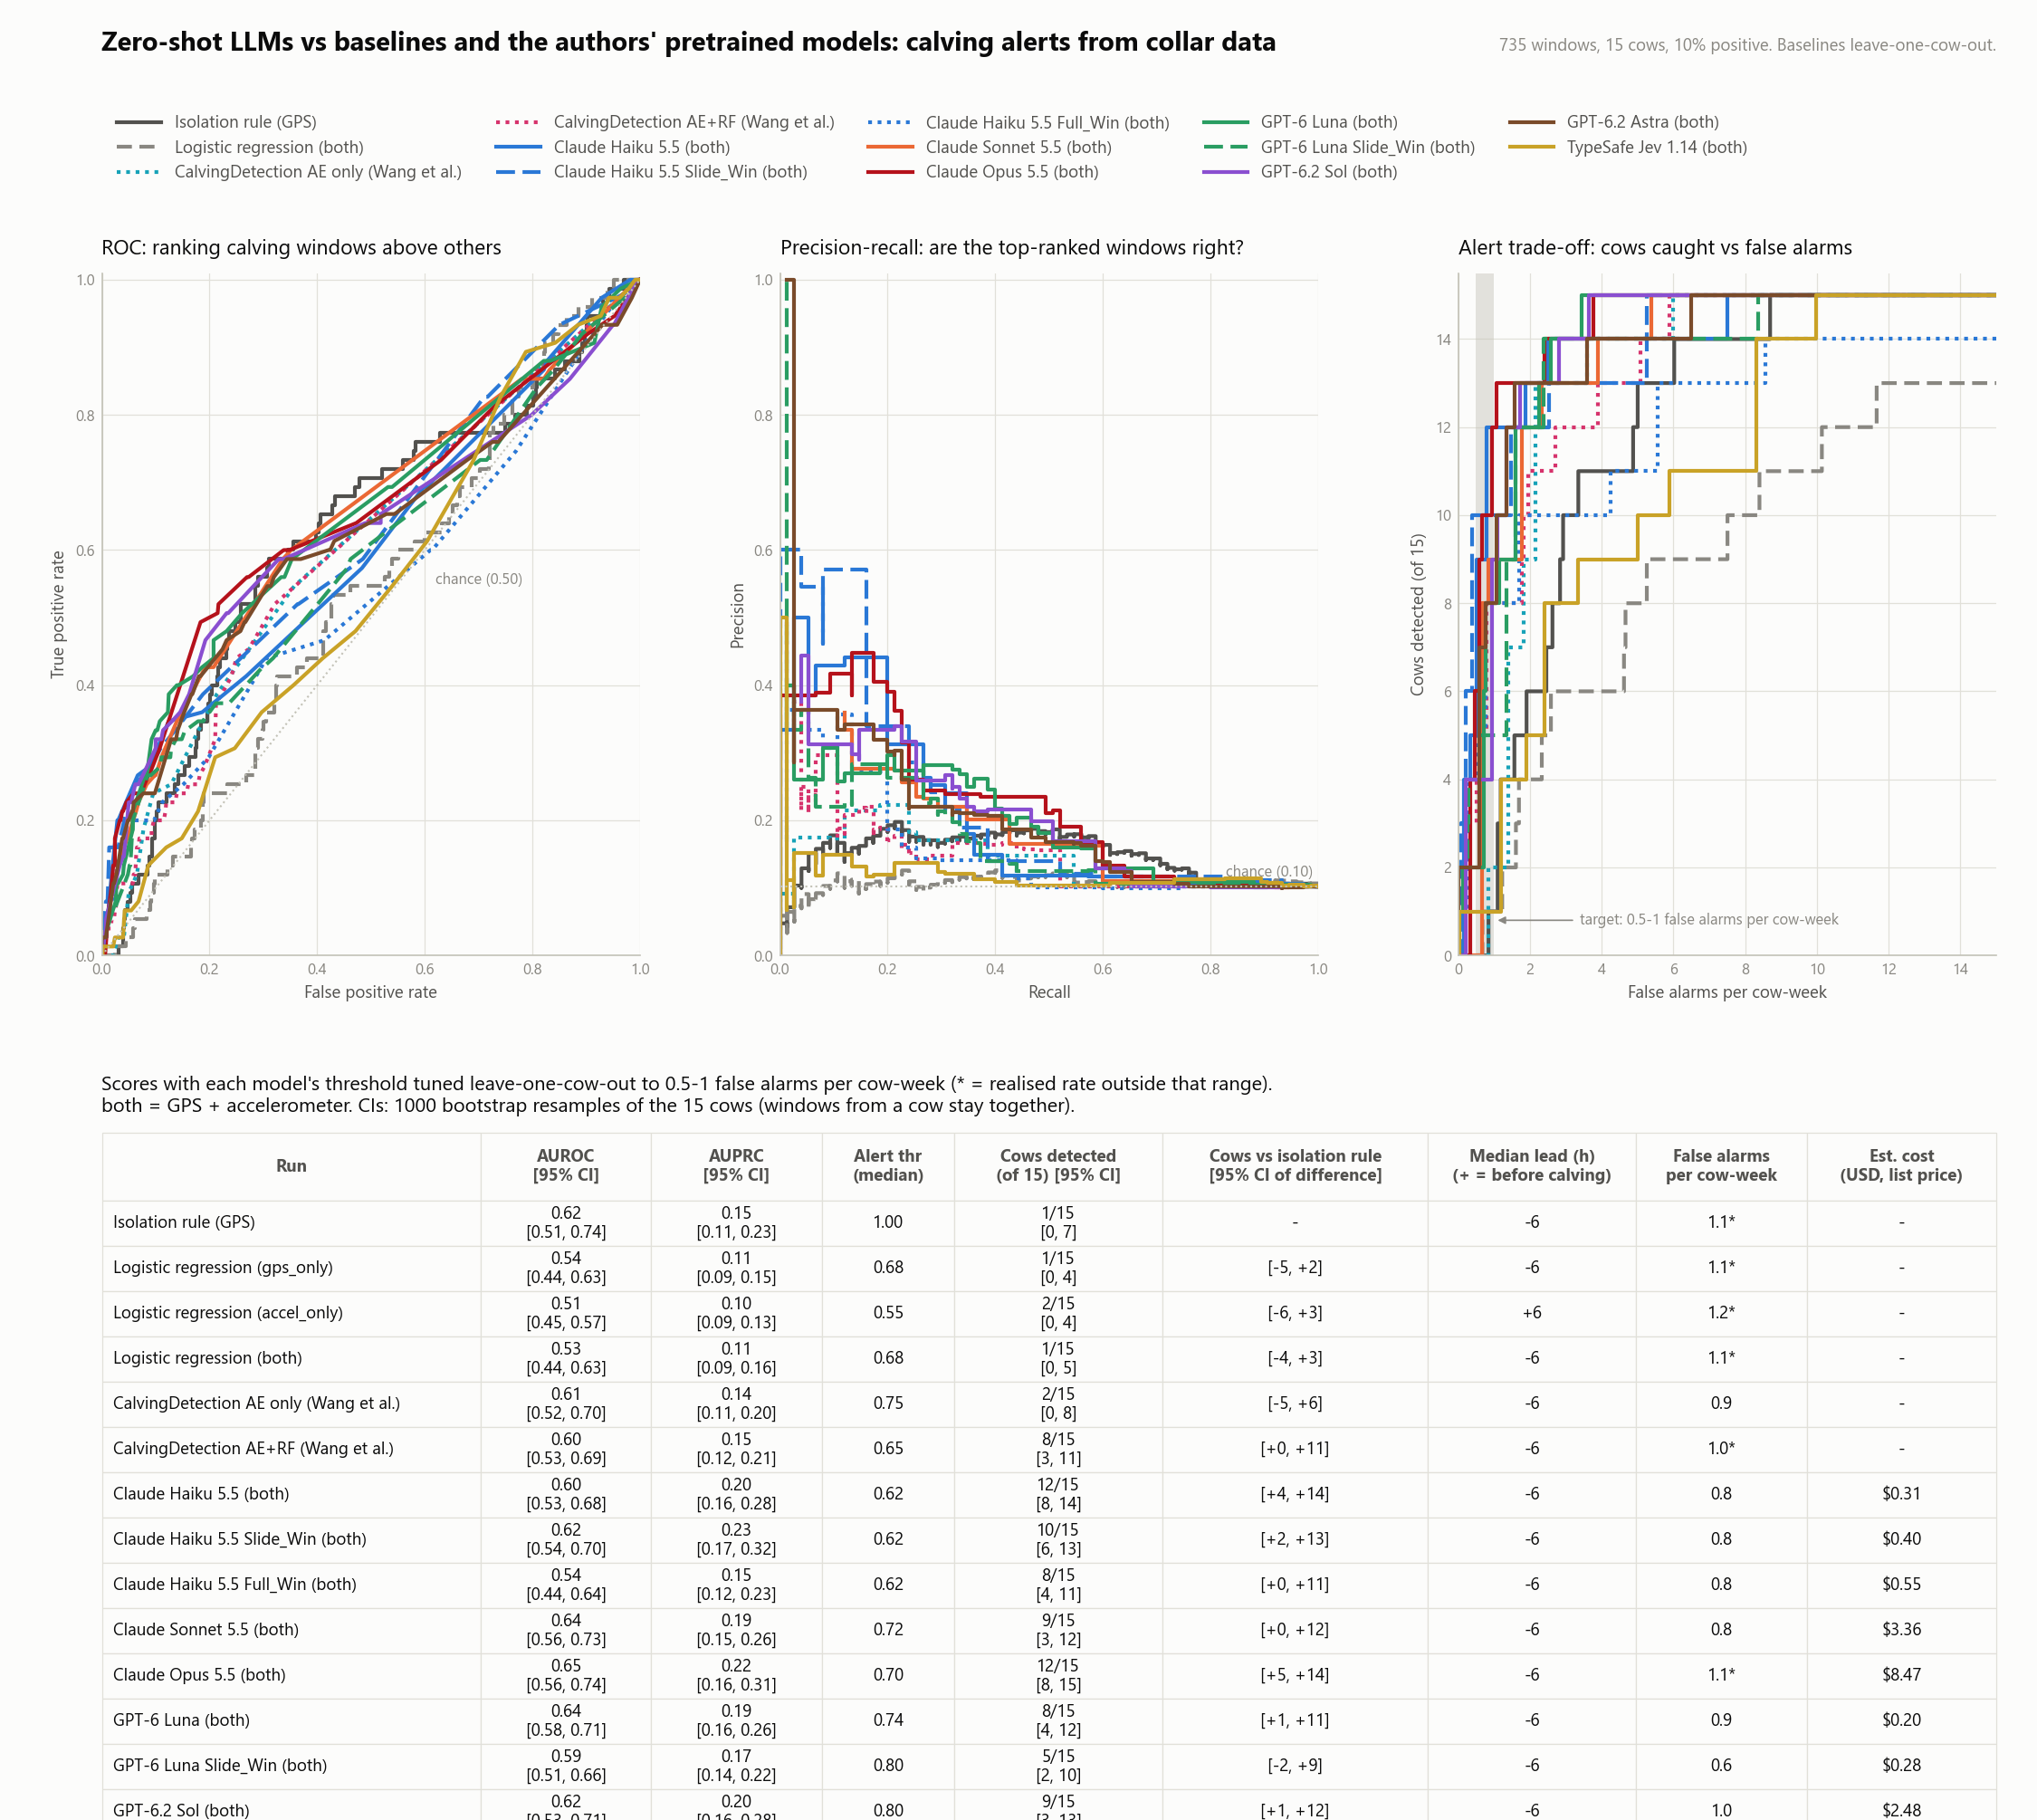 Zero-shot LLMs vs baselines and the authors' pretrained models: calving alerts from collar data
735 windows, 15 cows, 10% positive. Baselines leave-one-cow-out.
Isolation rule (GPS)
Logistic regression (both)
CalvingDetection AE only (Wang et al.)
CalvingDetection AE+RF (Wang et al.)
Claude Haiku 5.5 (both)
Claude Haiku 5.5 Slide_Win (both)
Claude Haiku 5.5 Full_Win (both)
Claude Sonnet 5.5 (both)
Claude Opus 5.5 (both)
GPT-6 Luna (both)
GPT-6 Luna Slide_Win (both)
GPT-6.2 Sol (both)
GPT-6.2 Astra (both)
TypeSafe Jev 1.14 (both)
ROC: ranking calving windows above others
1.0
0.8
0.6
0.4
0.2
0.0
True positive rate
chance (0.50)
0.0 0.2 0.4 0.6 0.8 1.0
False positive rate
Precision-recall: are the top-ranked windows right?
1.0
0.8
0.6
0.4
0.2
0.0
Precision
chance (0.10)
0.0 0.2 0.4 0.6 0.8 1.0
Recall
Alert trade-off: cows caught vs false alarms
14
12
10
8
6
4
2
0
Cows detected (of 15)
target: 0.5-1 false alarms per cow-week
0 2 4 6 8 10 12 14
False alarms per cow-week
Scores with each model's threshold tuned leave-one-cow-out to 0.5-1 false alarms per cow-week (* = realised rate outside that range).
both = GPS + accelerometer. CIs: 1000 bootstrap resamples of the 15 cows (windows from a cow stay together).
Run AUROC [95% CI] AUPRC [95% CI] Alert thr (median) Cows detected (of 15) [95% CI] Cows vs isolation rule [95% CI of difference] Median lead (h) (+ = before calving) False alarms per cow-week Est. cost (USD, list price)
Isolation rule (GPS) 0.62 [0.51, 0.74] 0.15 [0.11, 0.23] 1.00 1/15 [0, 7] - -6 1.1* -
Logistic regression (gps_only) 0.54 [0.44, 0.63] 0.11 [0.09, 0.15] 0.68 1/15 [0, 4] [-5, +2] -6 1.1* -
Logistic regression (accel_only) 0.51 [0.45, 0.57] 0.10 [0.09, 0.13] 0.55 2/15 [0, 4] [-6, +3] +6 1.2* -
Logistic regression (both) 0.53 [0.44, 0.63] 0.11 [0.09, 0.16] 0.68 1/15 [0, 5] [-4, +3] -6 1.1* -
CalvingDetection AE only (Wang et al.) 0.61 [0.52, 0.70] 0.14 [0.11, 0.20] 0.75 2/15 [0, 8] [-5, +6] -6 0.9 -
CalvingDetection AE+RF (Wang et al.) 0.60 [0.53, 0.69] 0.15 [0.12, 0.21] 0.65 8/15 [3, 11] [+0, +11] -6 1.0* -
Claude Haiku 5.5 (both) 0.60 [0.53, 0.68] 0.20 [0.16, 0.28] 0.62 12/15 [8, 14] [+4, +14] -6 0.8 $0.31
Claude Haiku 5.5 Slide_Win (both) 0.62 [0.54, 0.70] 0.23 [0.17, 0.32] 0.62 10/15 [6, 13] [+2, +13] -6 0.8 $0.40
Claude Haiku 5.5 Full_Win (both) 0.54 [0.44, 0.64] 0.15 [0.12, 0.23] 0.62 8/15 [4, 11] [+0, +11] -6 0.8 $0.55
Claude Sonnet 5.5 (both) 0.64 [0.56, 0.73] 0.19 [0.15, 0.26] 0.72 9/15 [3, 12] [+0, +12] -6 0.8 $3.36
Claude Opus 5.5 (both) 0.65 [0.56, 0.74] 0.22 [0.16, 0.31] 0.70 12/15 [8, 15] [+5, +14] -6 1.1* $8.47
GPT-6 Luna (both) 0.64 [0.58, 0.71] 0.19 [0.16, 0.26] 0.74 8/15 [4, 12] [+1, +11] -6 0.9 $0.20
GPT-6 Luna Slide_Win (both) 0.59 [0.51, 0.66] 0.17 [0.14, 0.22] 0.80 5/15 [2, 10] [-2, +9] -6 0.6 $0.28
GPT-6.2 Sol (both) 0.62 0.20 0.80 9/15 [+1, +12] -6 1.0 $2.48